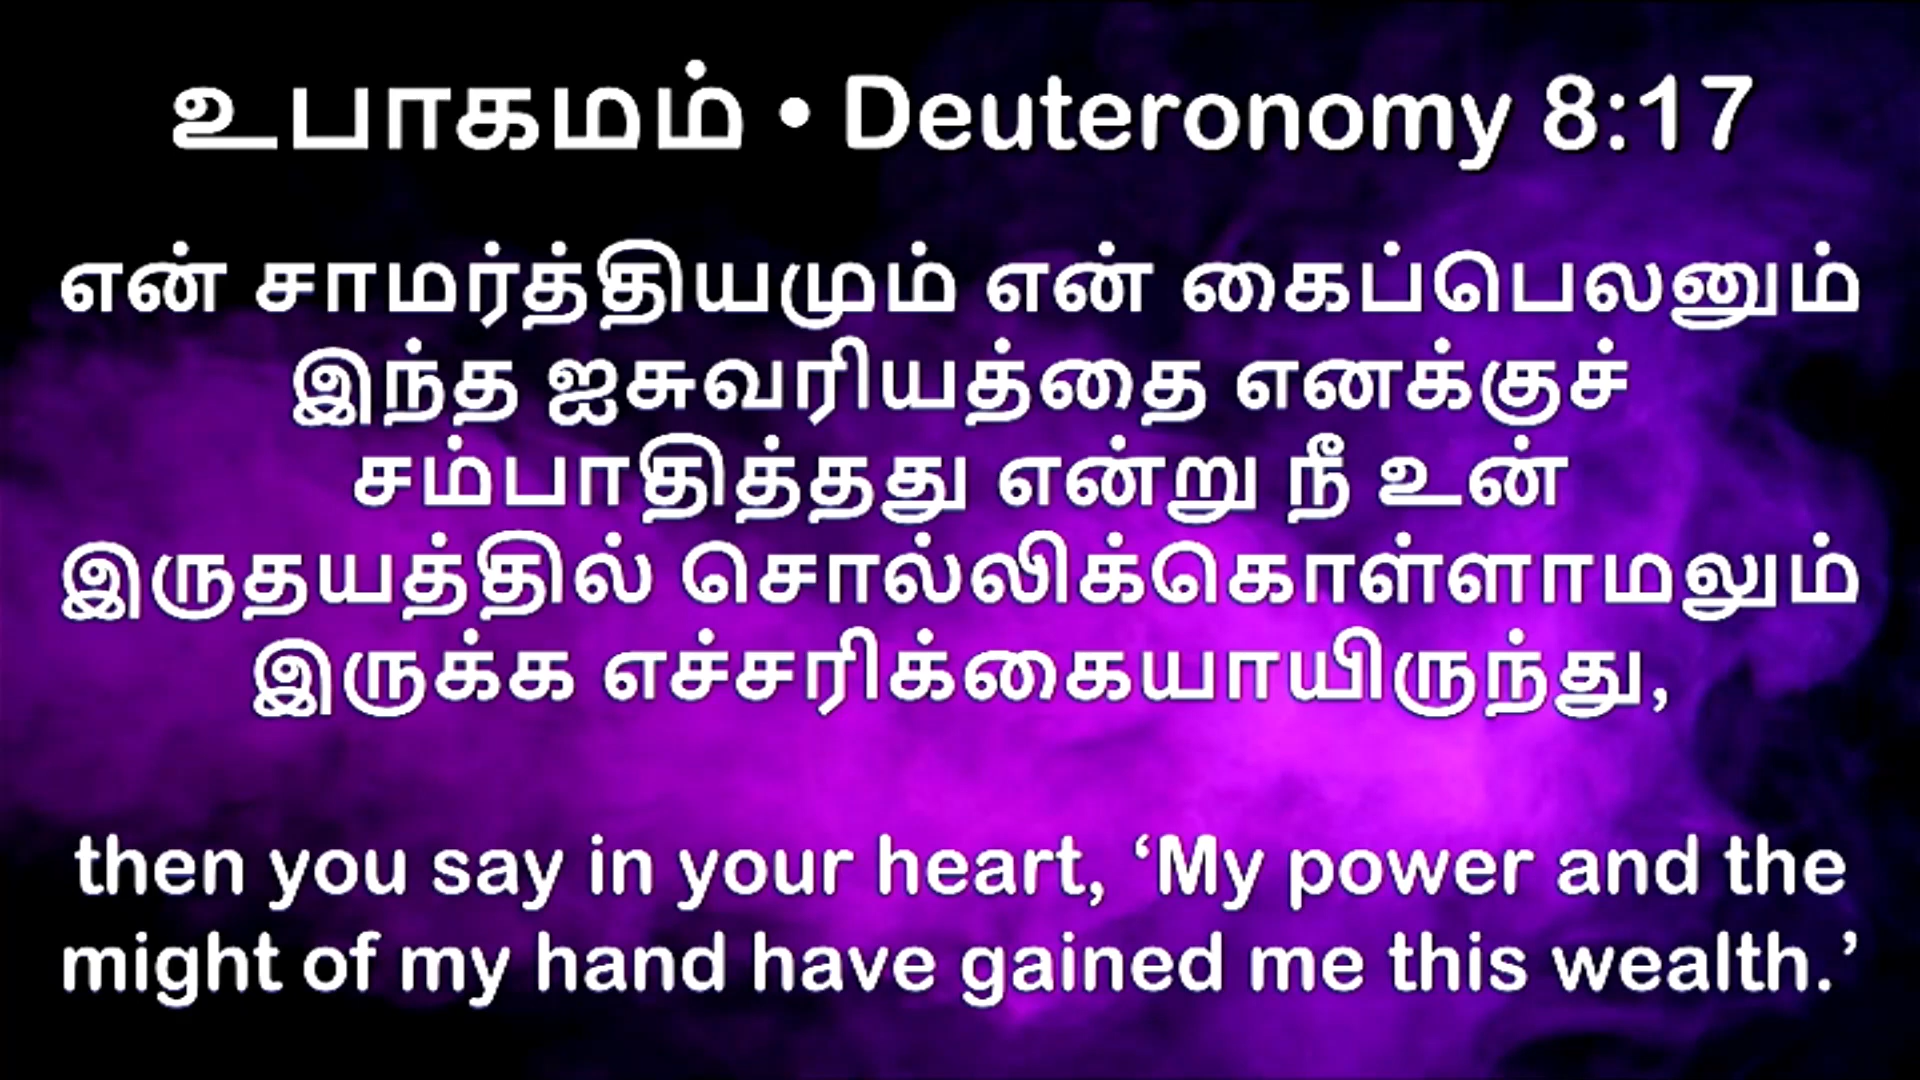 உபாகமம் • Deuteronomy 8:17
என் சாமர்த்தியமும் என் கைப்பெலனும்
இந்த ஐசுவரியத்தை எனக்குச்
சம்பாதித்தது என்று நீ உன்
இருதயத்தில் சொல்லிக்கொள்ளாமலும்
இருக்க எச்சரிக்கையாயிருந்து,
then you say in your heart, ‘My power and the
might of my hand have gained me this wealth.’